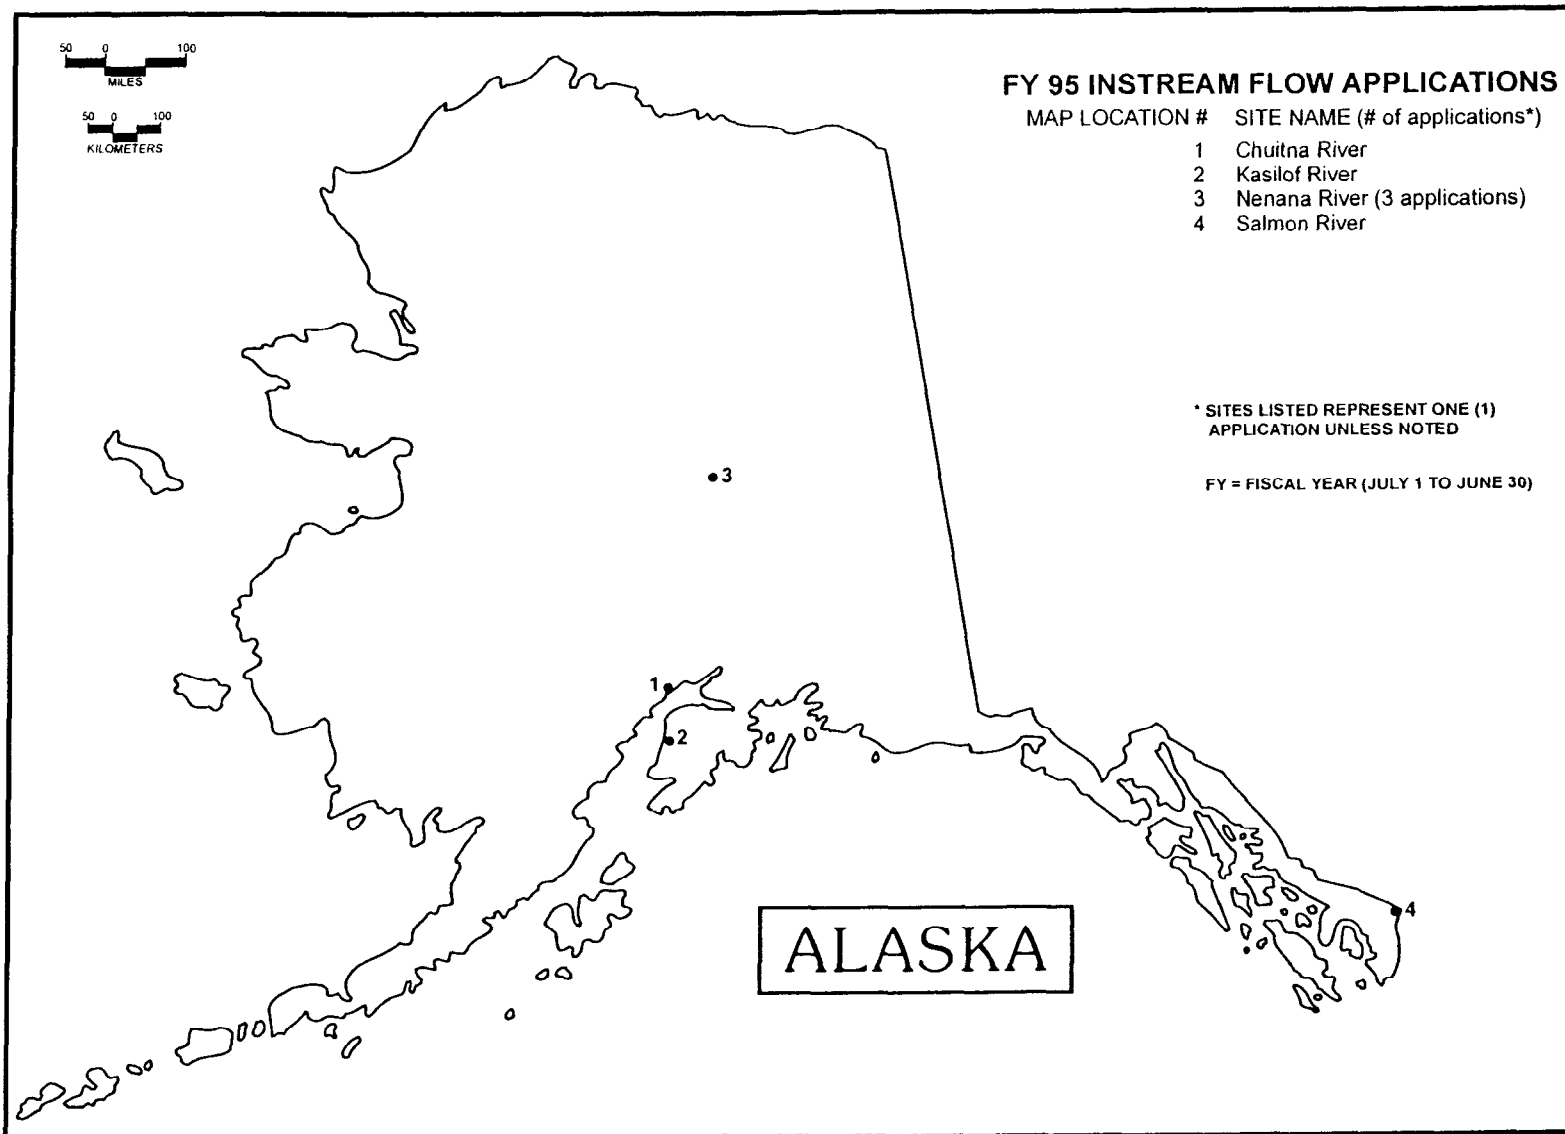 50 0 100
MILES
50 0 100
KILOMETERS
FY 95 INSTREAM FLOW APPLICATIONS
MAP LOCATION # SITE NAME (# of applications*)
1 Chuitna River
2 Kasilof River
3 Nenana River (3 applications)
4 Salmon River
* SITES LISTED REPRESENT ONE (1)
APPLICATION UNLESS NOTED
FY = FISCAL YEAR (JULY 1 TO JUNE 30)
3
1
2
4
ALASKA